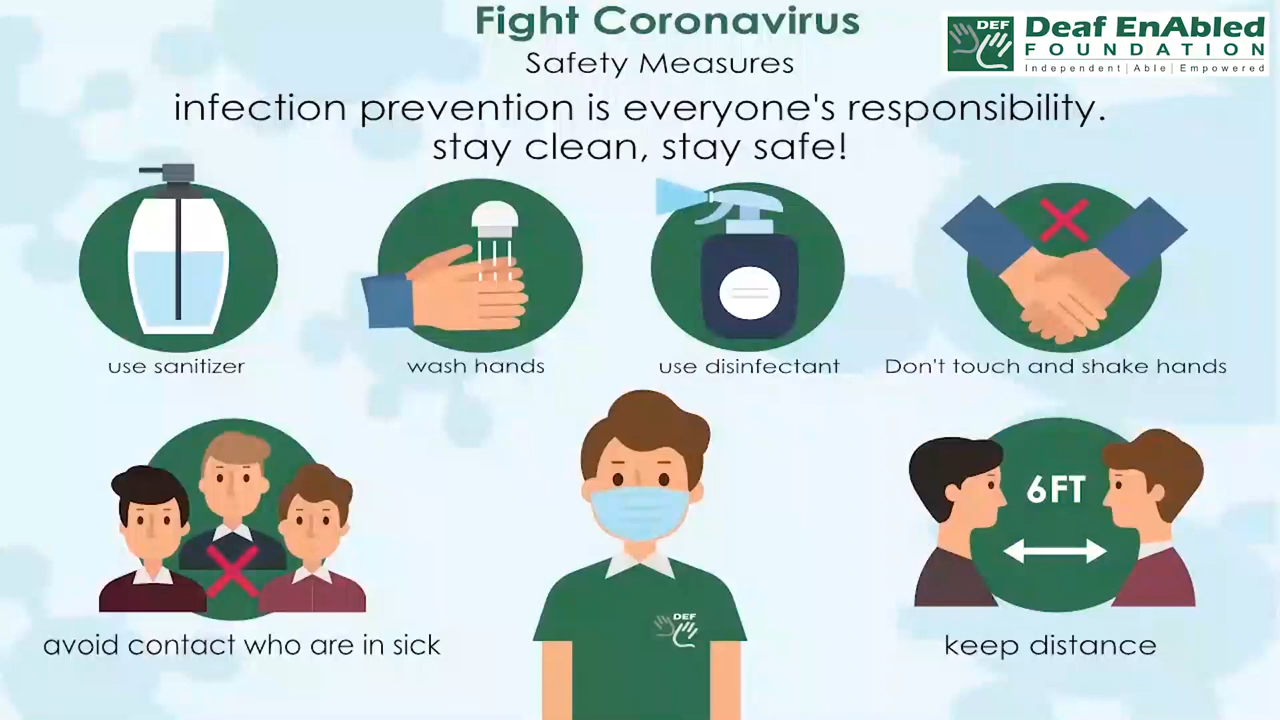 Fight Coronavirus
Safety Measures
DEF
Deaf EnAbled
FOUNDATION
Independent | Able | Empowered
infection prevention is everyone's responsibility.
stay clean, stay safe!
use sanitizer
wash hands
use disinfectant
Don't touch and shake hands
6FT
DEF
avoid contact who are in sick
keep distance